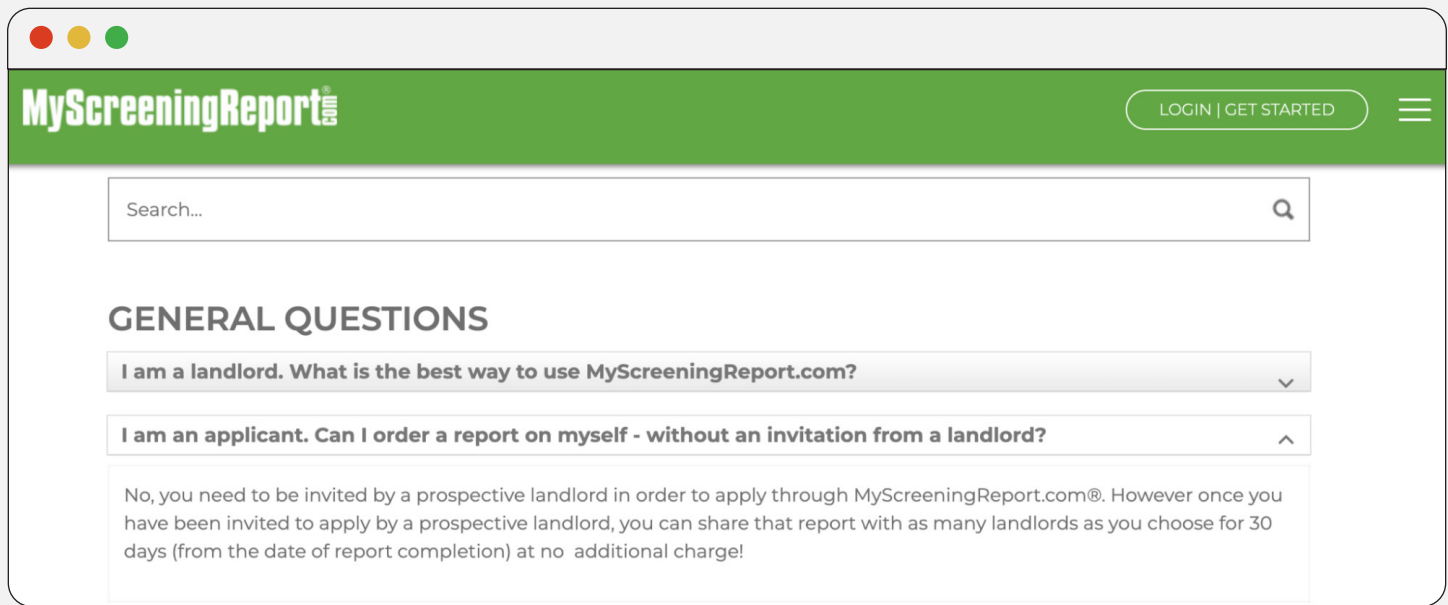 MyScreeningReport.com®
LOGIN | GET STARTED
Search...
GENERAL QUESTIONS
I am a landlord. What is the best way to use MyScreeningReport.com?
I am an applicant. Can I order a report on myself - without an invitation from a landlord?
No, you need to be invited by a prospective landlord in order to apply through MyScreeningReport.com®. However once you
have been invited to apply by a prospective landlord, you can share that report with as many landlords as you choose for 30
days (from the date of report completion) at no  additional charge!